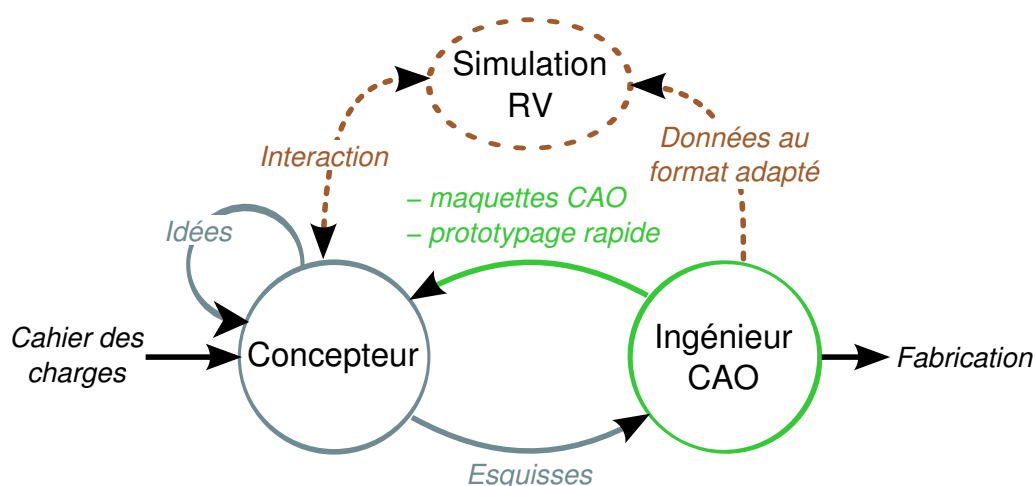 Simulation
RV
Interaction
Données au
format adapté
– maquettes CAO
– prototypage rapide
Idées
Cahier des
charges
Concepteur
Ingénieur
CAO
Fabrication
Esquisses